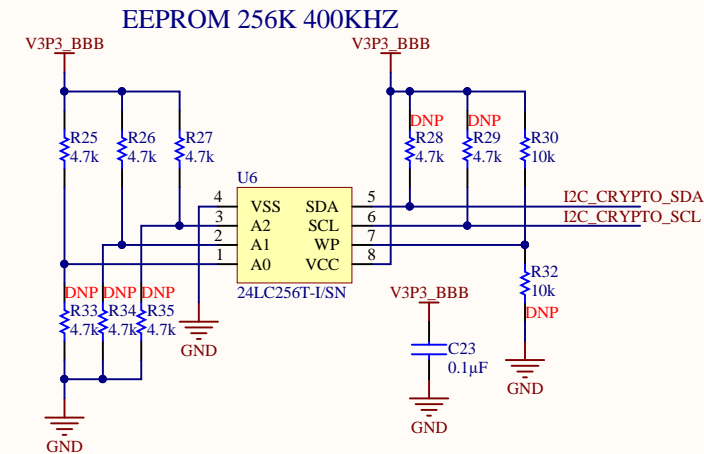 EEPROM 256K 400KHZ
V3P3_BBB
V3P3_BBB
R25
4.7k
R26
4.7k
R27
4.7k
DNP
R28
4.7k
DNP
R29
4.7k
R30
10k
U6
4 VSS SDA 5
3 A2 SCL 6
2 A1 WP 7
1 A0 VCC 8
24LC256T-I/SN
I2C_CRYPTO_SDA
I2C_CRYPTO_SCL
DNP
R33
4.7k
DNP
R34
4.7k
DNP
R35
4.7k
GND
GND
V3P3_BBB
C23
0.1µF
GND
R32
10k
DNP
GND